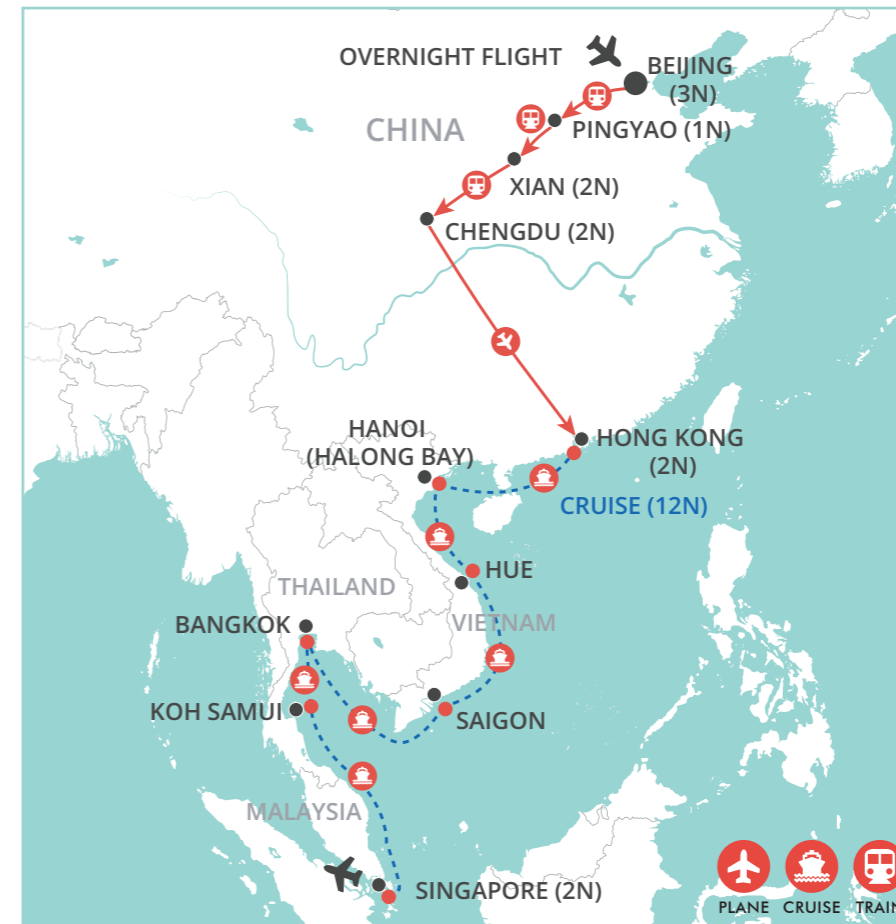 OVERNIGHT FLIGHT
BEIJING
(3N)
CHINA
PINGYAO (1N)
XIAN (2N)
CHENGDU (2N)
HANOI
(HALONG BAY)
HONG KONG
(2N)
CRUISE (12N)
HUE
THAILAND
VIETNAM
BANGKOK
KOH SAMUI
SAIGON
MALAYSIA
SINGAPORE (2N)
PLANE CRUISE TRAIN